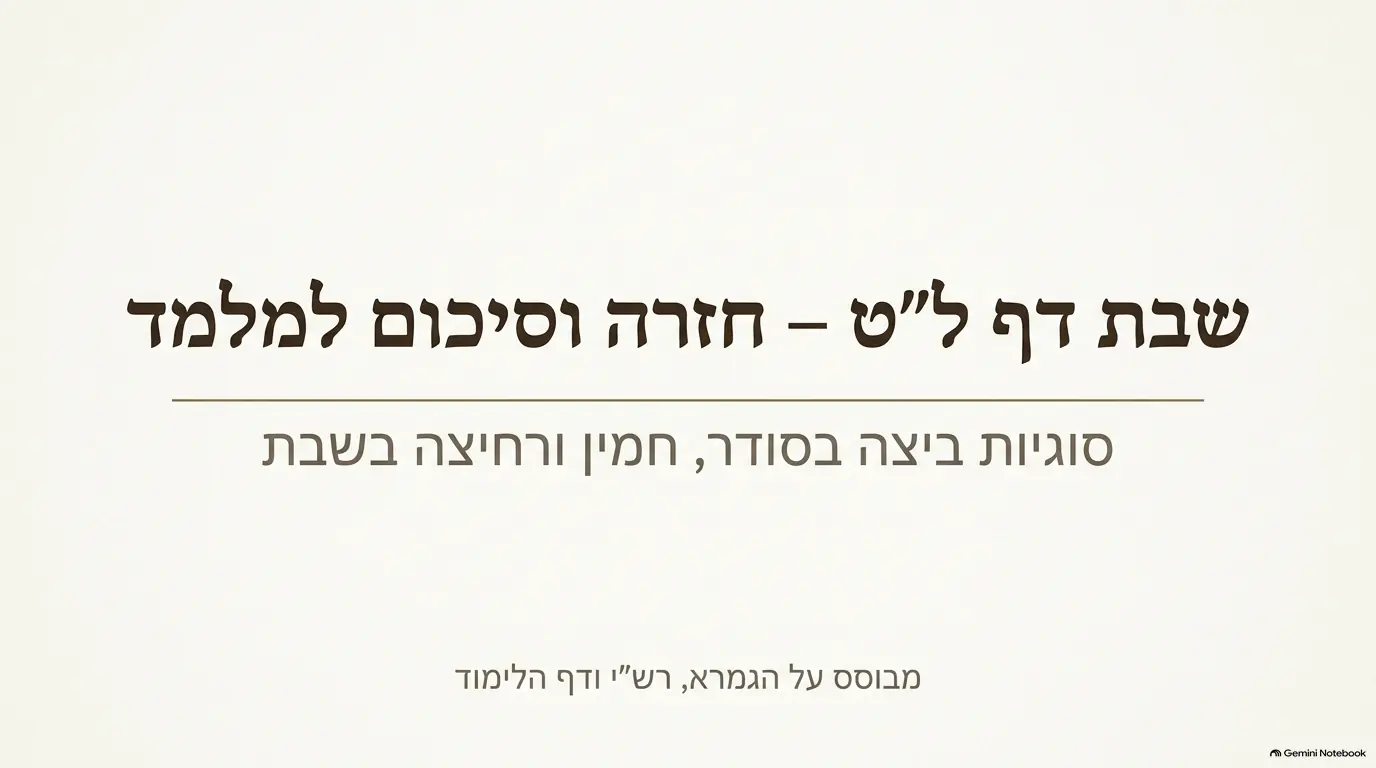 שבת דף ל״ט – חזרה וסיכום למלמד
סוגיות ביצה בסודר, חמין ורחיצה בשבת
מבוסס על הגמרא, רש״י ודף הלימוד
Gemini Notebook